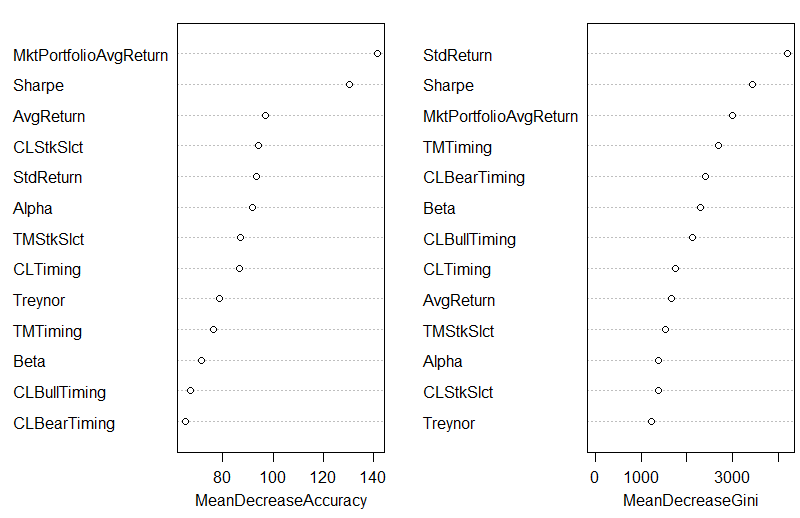 MktPortfolioAvgReturn
Sharpe
AvgReturn
CLStkSlct
StdReturn
Alpha
TMStkSlct
CLTiming
Treynor
TMTiming
Beta
CLBullTiming
CLBearTiming
80 100 120 140
MeanDecreaseAccuracy
StdReturn
Sharpe
MktPortfolioAvgReturn
TMTiming
CLBearTiming
Beta
CLBullTiming
CLTiming
AvgReturn
TMStkSlct
Alpha
CLStkSlct
Treynor
0 1000 3000
MeanDecreaseGini